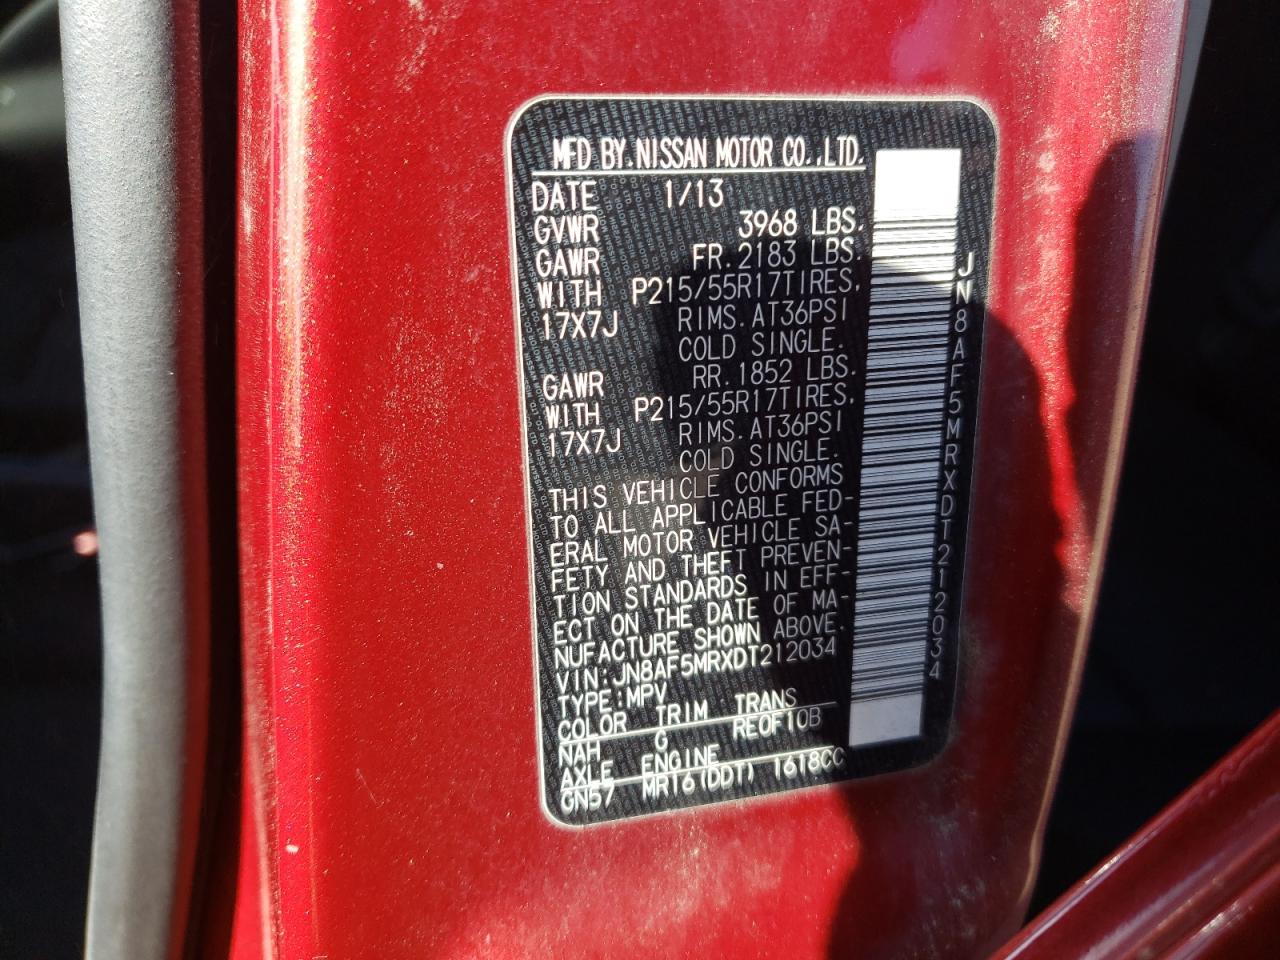 MFD BY.NISSAN MOTOR CO.,LTD.
DATE 1/13
GVWR 3968 LBS.
GAWR FR.2183 LBS.
WITH P215/55R17TIRES,
17X7J RIMS.AT36PSI
COLD SINGLE.
GAWR RR.1852 LBS.
WITH P215/55R17TIRES,
17X7J RIMS.AT36PSI
COLD SINGLE.
THIS VEHICLE CONFORMS
TO ALL APPLICABLE FED-
ERAL MOTOR VEHICLE SA-
FETY AND THEFT PREVEN-
TION STANDARDS IN EFF-
ECT ON THE DATE OF MA-
NUFACTURE SHOWN ABOVE.
VIN:JN8AF5MRXDT212034
TYPE:MPV
COLOR TRIM TRANS
NAH G RE0F10B
AXLE ENGINE
GN57 MR16(DDT) 1618CC
JN8AF5MRXDT212034